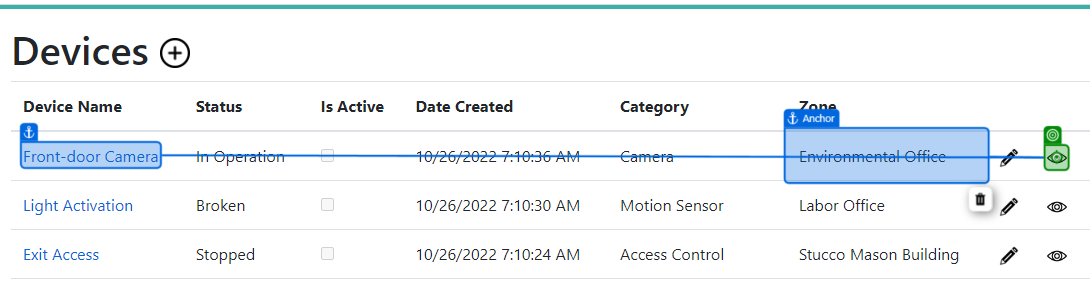 Devices
Device Name Status Is Active Date Created Category Zone
Anchor
Front-door Camera In Operation 10/26/2022 7:10:36 AM Camera Environmental Office
Light Activation Broken 10/26/2022 7:10:30 AM Motion Sensor Labor Office
Exit Access Stopped 10/26/2022 7:10:24 AM Access Control Stucco Mason Building